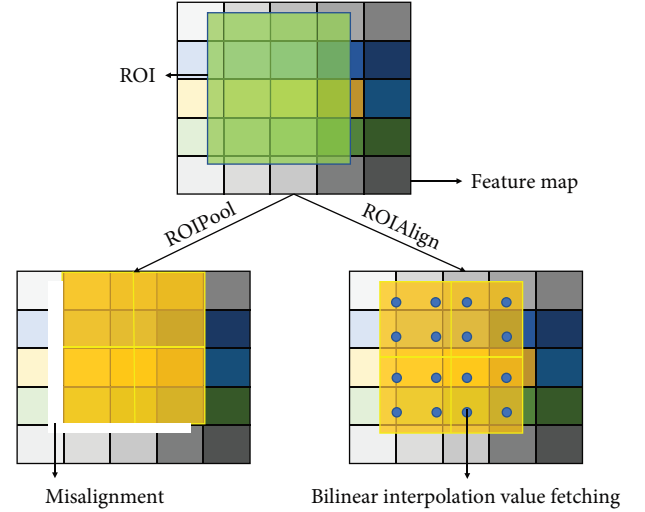 ROI
Feature map
ROIPool
ROIAlign
Misalignment
Bilinear interpolation value fetching